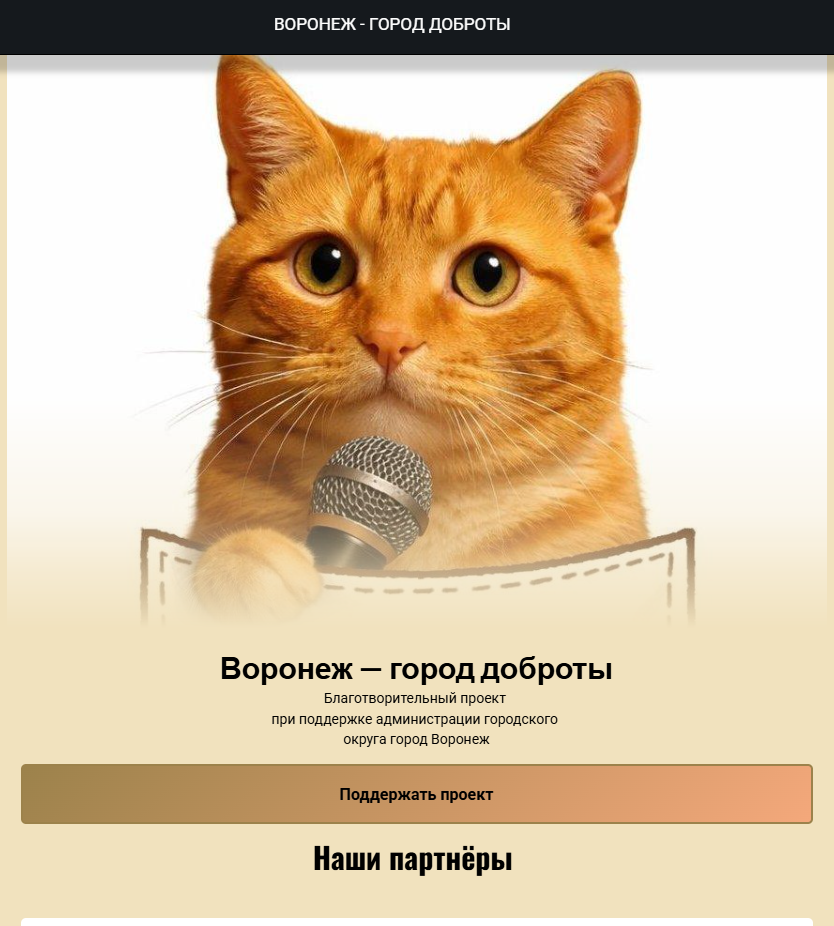 ВОРОНЕЖ - ГОРОД ДОБРОТЫ
Воронеж — город доброты
Благотворительный проект
при поддержке администрации городского
округа город Воронеж
Поддержать проект
Наши партнёры